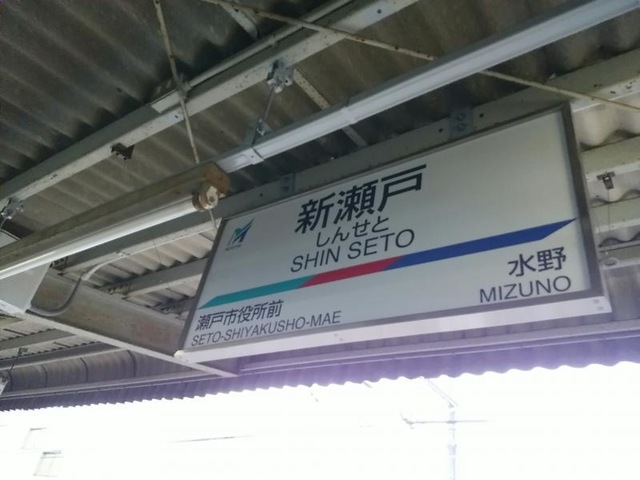 新瀬戸
しんせと
SHIN SETO
瀬戸市役所前
SETO-SHIYAKUSHO-MAE
水野
MIZUNO